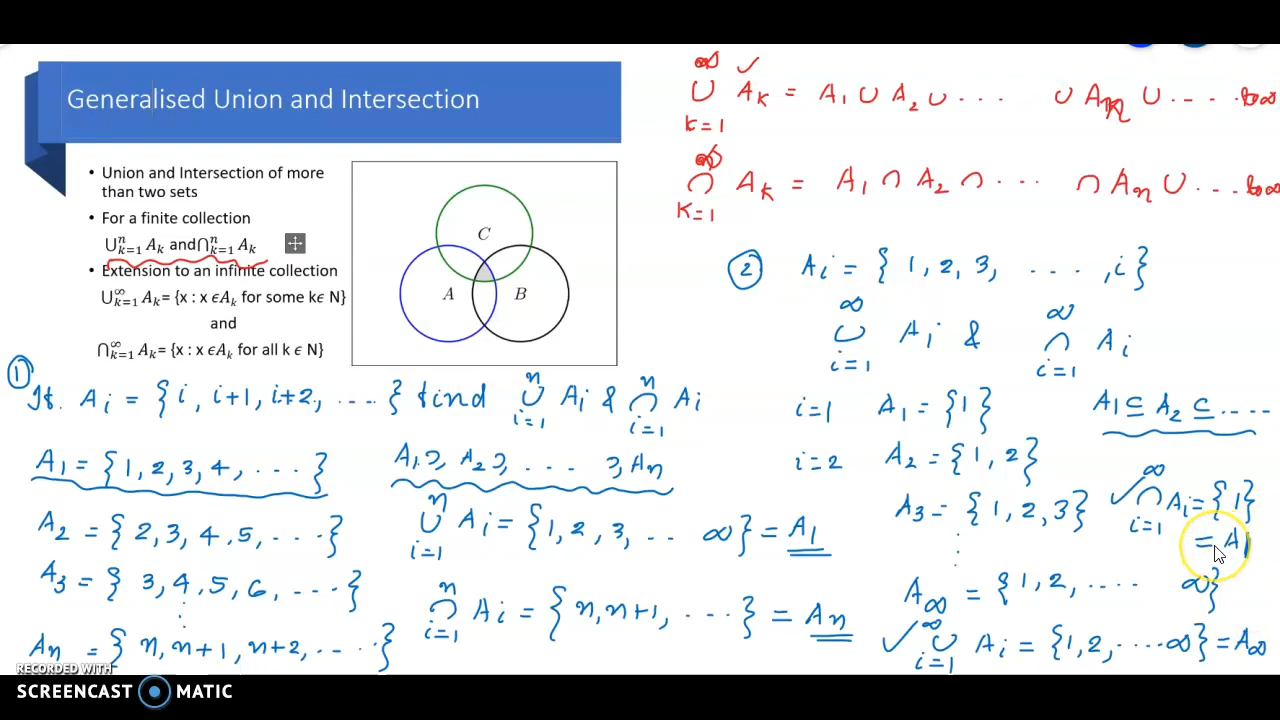 Generalised Union and Intersection
• Union and Intersection of more
than two sets
• For a finite collection
⋃ⁿₖ₌₁ Aₖ and ⋂ⁿₖ₌₁ Aₖ
• Extension to an infinite collection
⋃^∞ₖ₌₁ Aₖ= {x : x ϵAₖ for some kϵ N}
and
⋂^∞ₖ₌₁ Aₖ= {x : x ϵAₖ for all k ϵ N}
C
A B
∞
∪ Aₖ = A₁ ∪ A₂ ∪ ... ∪ Aₖ ∪ .... to ∞
k=1
∞
∩ Aₖ = A₁ ∩ A₂ ∩ ... ∩ Aₙ ∪ .... to ∞
k=1
② Aᵢ = { 1, 2, 3, ...., i }
∞ ∞
∪ Aᵢ & ∩ Aᵢ
i=1 i=1
i=1 A₁ = {1} A₁ ⊆ A₂ ⊆ ....
i=2 A₂ = {1, 2}
A₃ = {1, 2, 3}
⋮
A∞ = {1, 2, .... ∞}
∞
✓ ∩ Aᵢ = {1}
i=1
= A₁
∞
✓ ∪ Aᵢ = {1, 2, ....∞} = A∞
i=1
① If Aᵢ = { i, i+1, i+2, .... } find ∪ⁿᵢ₌₁ Aᵢ & ∩ⁿᵢ₌₁ Aᵢ
A₁ = {1, 2, 3, 4, ....}
A₂ = {2, 3, 4, 5, ....}
A₃ = {3, 4, 5, 6, ....}
⋮
Aₙ = {n, n+1, n+2, ....}
A₁ ⊃, A₂ ⊃, .... ⊃, Aₙ
n
∪ Aᵢ = {1, 2, 3, .. ∞} = A₁
i=1
n
∩ Aᵢ = {n, n+1, ....} = Aₙ
i=1
RECORDED WITH
SCREENCAST MATIC